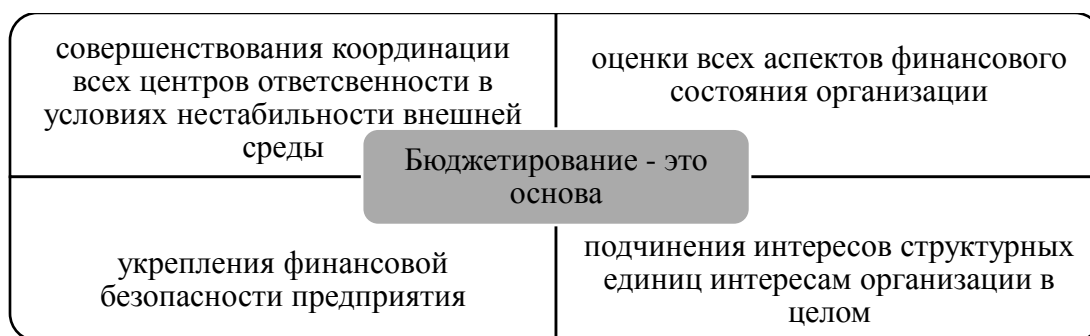 совершенствования координации
всех центров ответсвенности в
условиях нестабильности внешней
среды
оценки всех аспектов финансового
состояния организации
Бюджетирование - это
основа
укрепления финансовой
безопасности предприятия
подчинения интересов структурных
единиц интересам организации в
целом